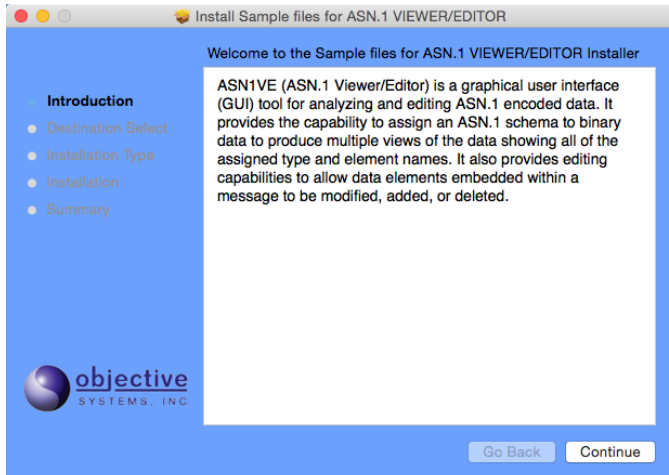 Install Sample files for ASN.1 VIEWER/EDITOR
Welcome to the Sample files for ASN.1 VIEWER/EDITOR Installer
Introduction
Destination Select
Installation Type
Installation
Summary
ASN1VE (ASN.1 Viewer/Editor) is a graphical user interface
(GUI) tool for analyzing and editing ASN.1 encoded data. It
provides the capability to assign an ASN.1 schema to binary
data to produce multiple views of the data showing all of the
assigned type and element names. It also provides editing
capabilities to allow data elements embedded within a
message to be modified, added, or deleted.
objective
SYSTEMS, INC.
Go Back
Continue